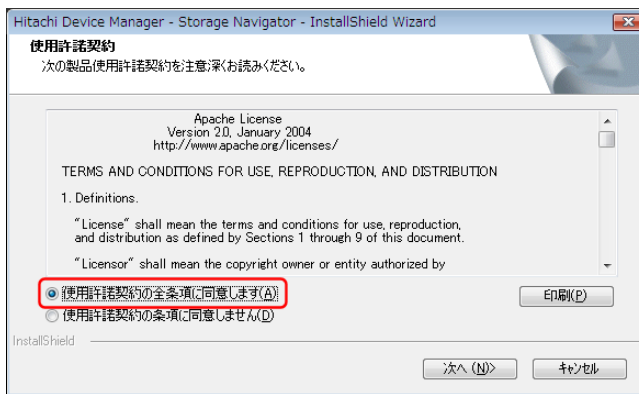 Hitachi Device Manager - Storage Navigator - InstallShield Wizard
使用許諾契約
次の製品使用許諾契約を注意深くお読みください。
Apache License
Version 2.0, January 2004
http://www.apache.org/licenses/
TERMS AND CONDITIONS FOR USE, REPRODUCTION, AND DISTRIBUTION
1. Definitions.
"License" shall mean the terms and conditions for use, reproduction,
and distribution as defined by Sections 1 through 9 of this document.
"Licensor" shall mean the copyright owner or entity authorized by
使用許諾契約の全条項に同意します(A)
印刷(P)
使用許諾契約の条項に同意しません(D)
InstallShield
次へ (N)>
キャンセル